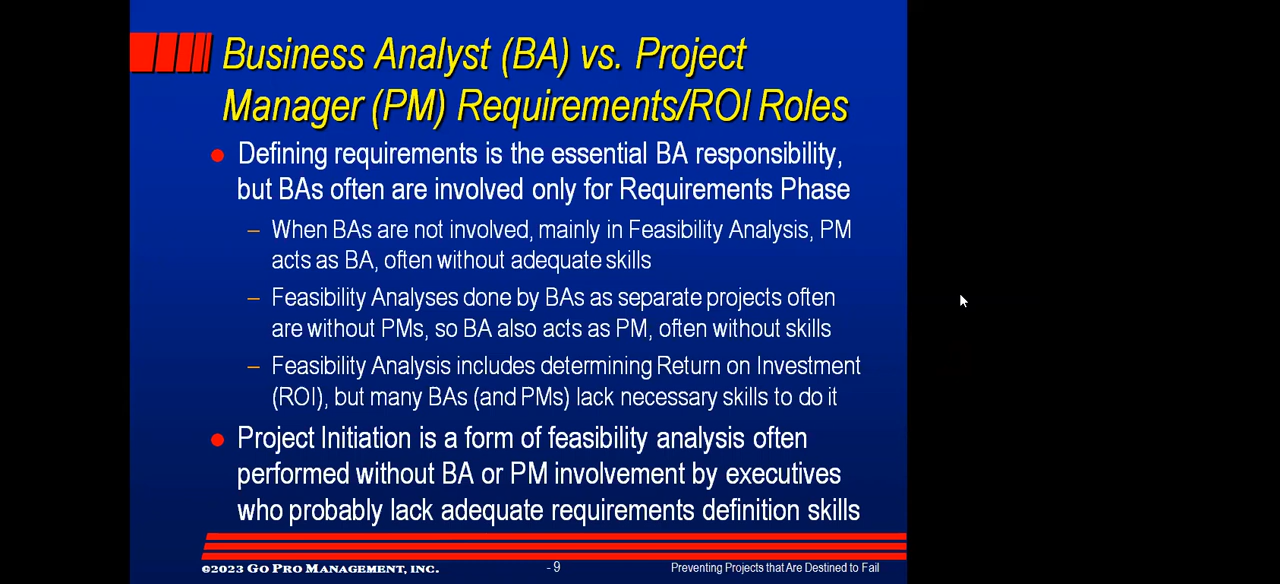 Business Analyst (BA) vs. Project
Manager (PM) Requirements/ROI Roles
● Defining requirements is the essential BA responsibility,
but BAs often are involved only for Requirements Phase
– When BAs are not involved, mainly in Feasibility Analysis, PM
acts as BA, often without adequate skills
– Feasibility Analyses done by BAs as separate projects often
are without PMs, so BA also acts as PM, often without skills
– Feasibility Analysis includes determining Return on Investment
(ROI), but many BAs (and PMs) lack necessary skills to do it
● Project Initiation is a form of feasibility analysis often
performed without BA or PM involvement by executives
who probably lack adequate requirements definition skills
©2023 Go Pro Management, Inc.
- 9
Preventing Projects that Are Destined to Fail